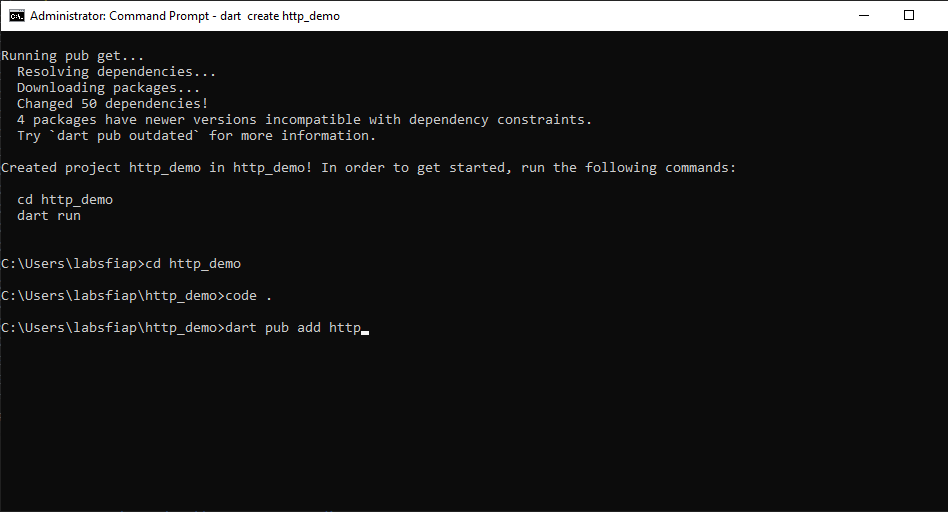 Administrator: Command Prompt - dart  create http_demo
Running pub get...
  Resolving dependencies...
  Downloading packages...
  Changed 50 dependencies!
  4 packages have newer versions incompatible with dependency constraints.
  Try `dart pub outdated` for more information.
Created project http_demo in http_demo! In order to get started, run the following commands:
  cd http_demo
  dart run
C:\Users\labsfiap>cd http_demo
C:\Users\labsfiap\http_demo>code .
C:\Users\labsfiap\http_demo>dart pub add http